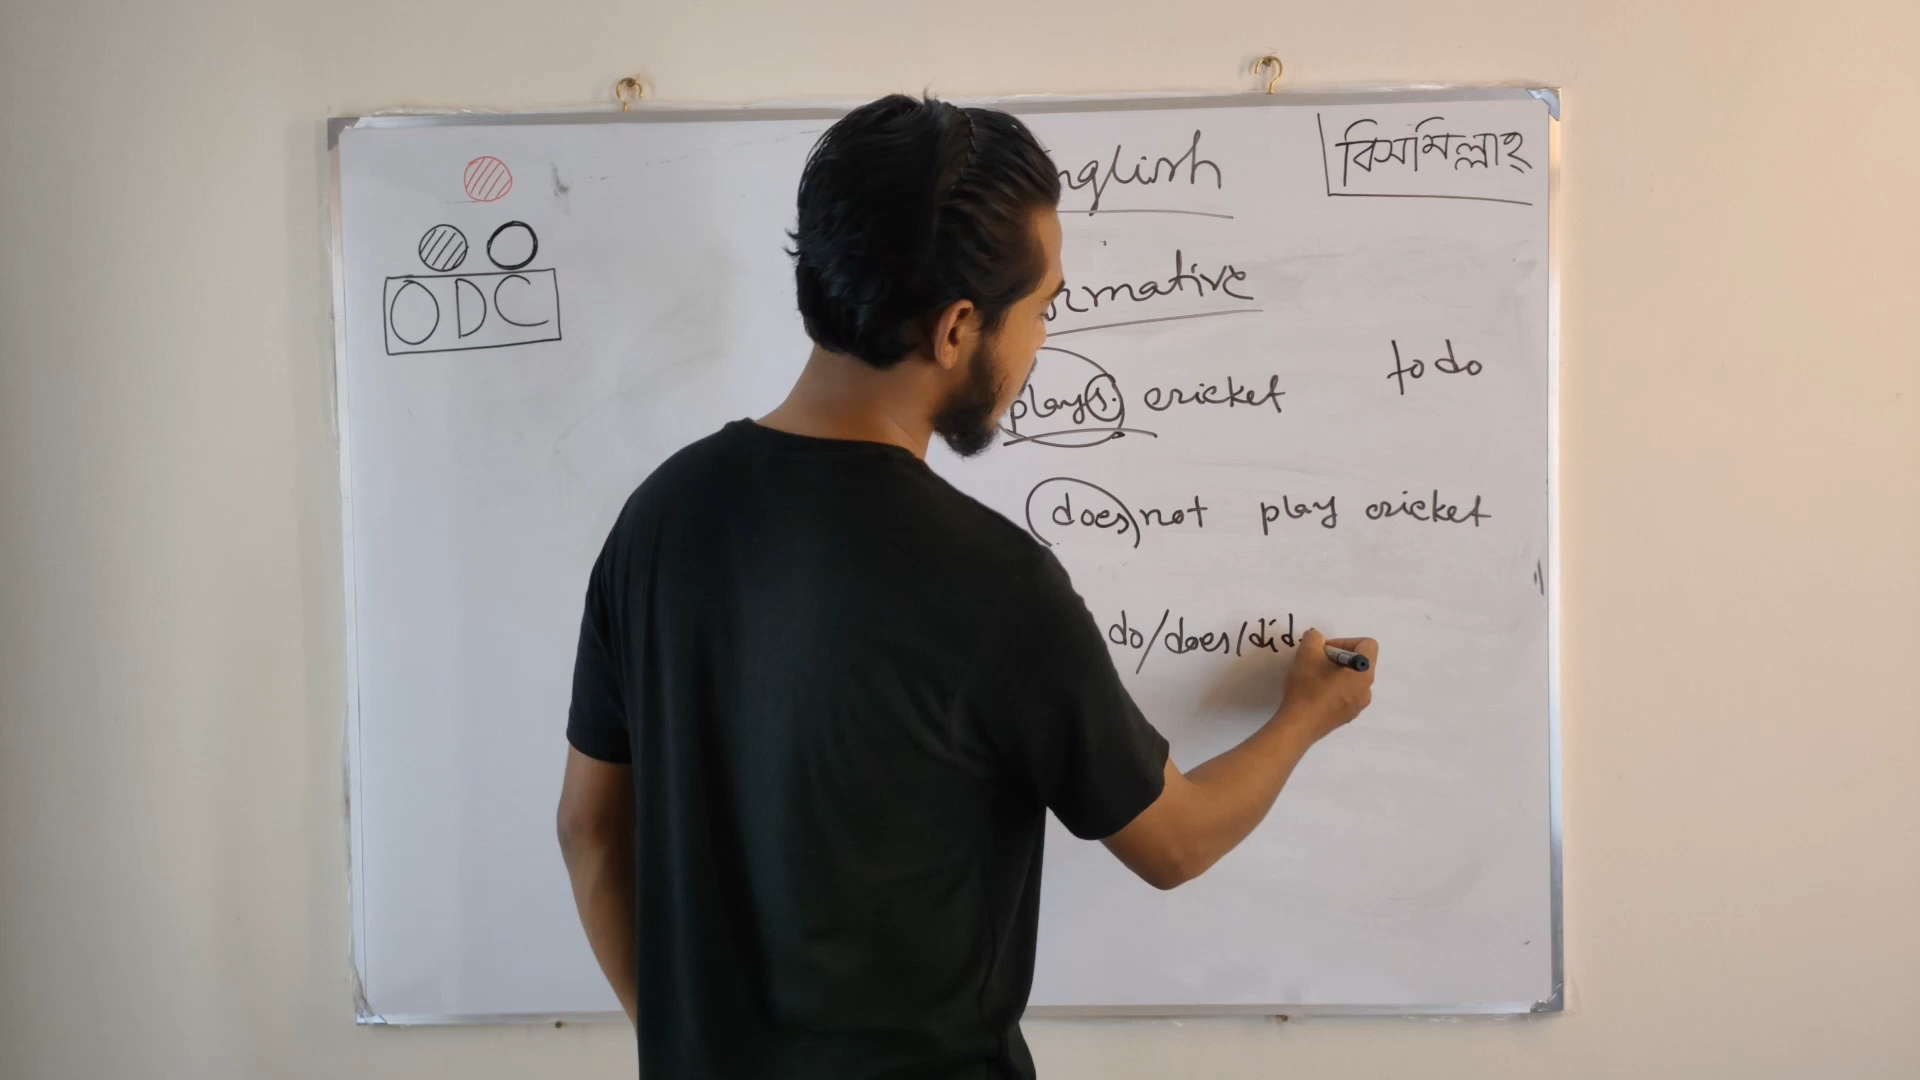 ODC
nglish
বিসমিল্লাহ্
rmative
to do
plays. cricket
does not play cricket
do/does/did